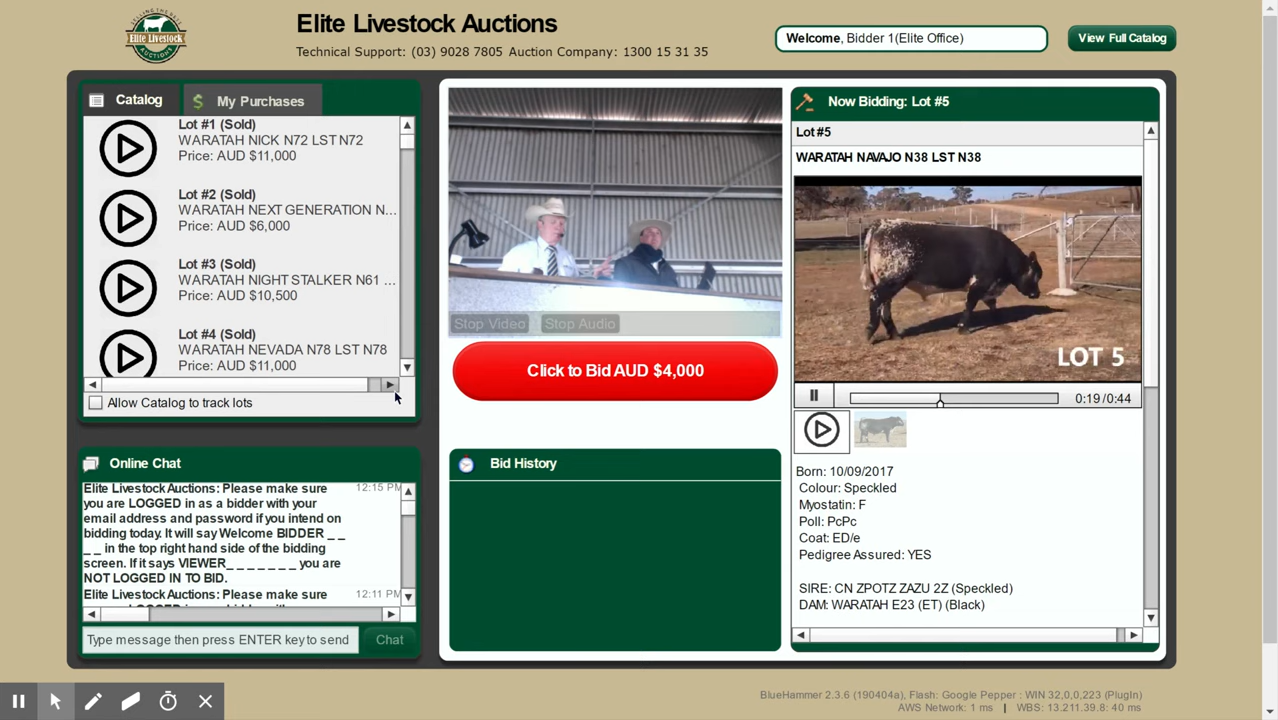 Elite Livestock
AUCTIONS
Elite Livestock Auctions
Technical Support: (03) 9028 7805 Auction Company: 1300 15 31 35
Welcome, Bidder 1(Elite Office)
View Full Catalog
Catalog
$ My Purchases
Lot #1 (Sold)
WARATAH NICK N72 LST N72
Price: AUD $11,000
Lot #2 (Sold)
WARATAH NEXT GENERATION N...
Price: AUD $6,000
Lot #3 (Sold)
WARATAH NIGHT STALKER N61 ...
Price: AUD $10,500
Lot #4 (Sold)
WARATAH NEVADA N78 LST N78
Price: AUD $11,000
Allow Catalog to track lots
Online Chat
Elite Livestock Auctions: Please make sure 12:15 PM
you are LOGGED in as a bidder with your
email address and password if you intend on
bidding today. It will say Welcome BIDDER _ _
_ _ in the top right hand side of the bidding
screen. If it says VIEWER_ _ _ _ _ _ _ you are
NOT LOGGED IN TO BID.
Elite Livestock Auctions: Please make sure 12:11 PM
Type message then press ENTER key to send
Chat
Stop Video Stop Audio
Click to Bid AUD $4,000
Bid History
Now Bidding: Lot #5
Lot #5
WARATAH NAVAJO N38 LST N38
LOT 5
0:19/0:44
Born: 10/09/2017
Colour: Speckled
Myostatin: F
Poll: PcPc
Coat: ED/e
Pedigree Assured: YES
SIRE: CN ZPOTZ ZAZU 2Z (Speckled)
DAM: WARATAH E23 (ET) (Black)
BlueHammer 2.3.6 (190404a), Flash: Google Pepper : WIN 32,0,0,223 (PlugIn)
AWS Network: 1 ms | WBS: 13.211.39.8: 40 ms